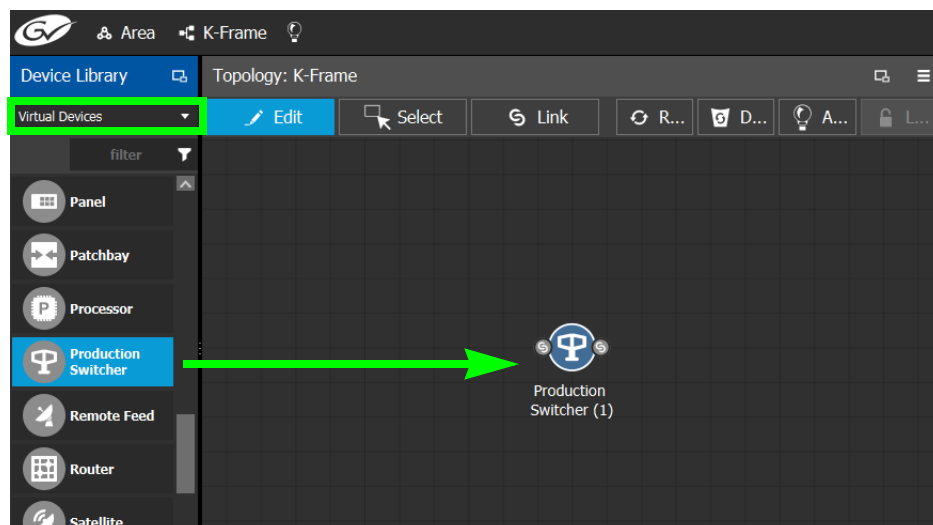 GV Area K-Frame
Device Library
Topology: K-Frame
Virtual Devices
Edit Select Link R... D... A... L...
filter
Panel
Patchbay
P Processor
Production
Switcher
Remote Feed
Router
Satellite
Production
Switcher (1)